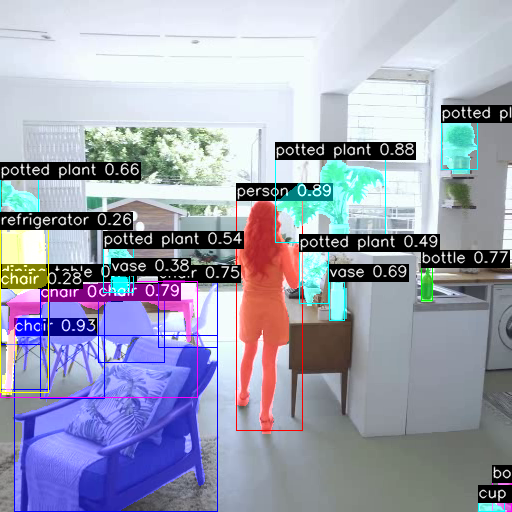 potted pl
potted plant 0.88
potted plant 0.66
person 0.89
refrigerator 0.26
potted plant 0.54
potted plant 0.49
bottle 0.77
vase 0.38
0.75
vase 0.69
chair 0.28
chair 0.79
chair 0.93
bo
cup